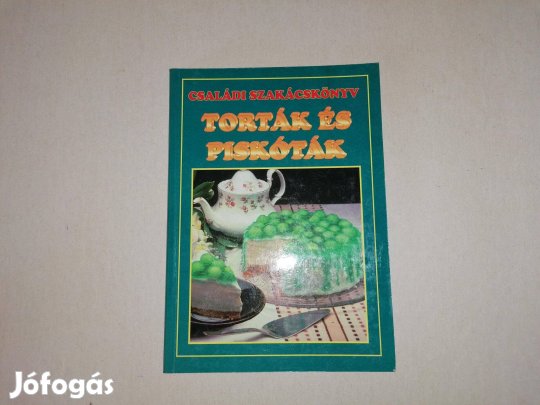 CSALÁDI SZAKÁCSKÖNYV
TORTÁK ÉS
PISKÓTÁK
Jófogás